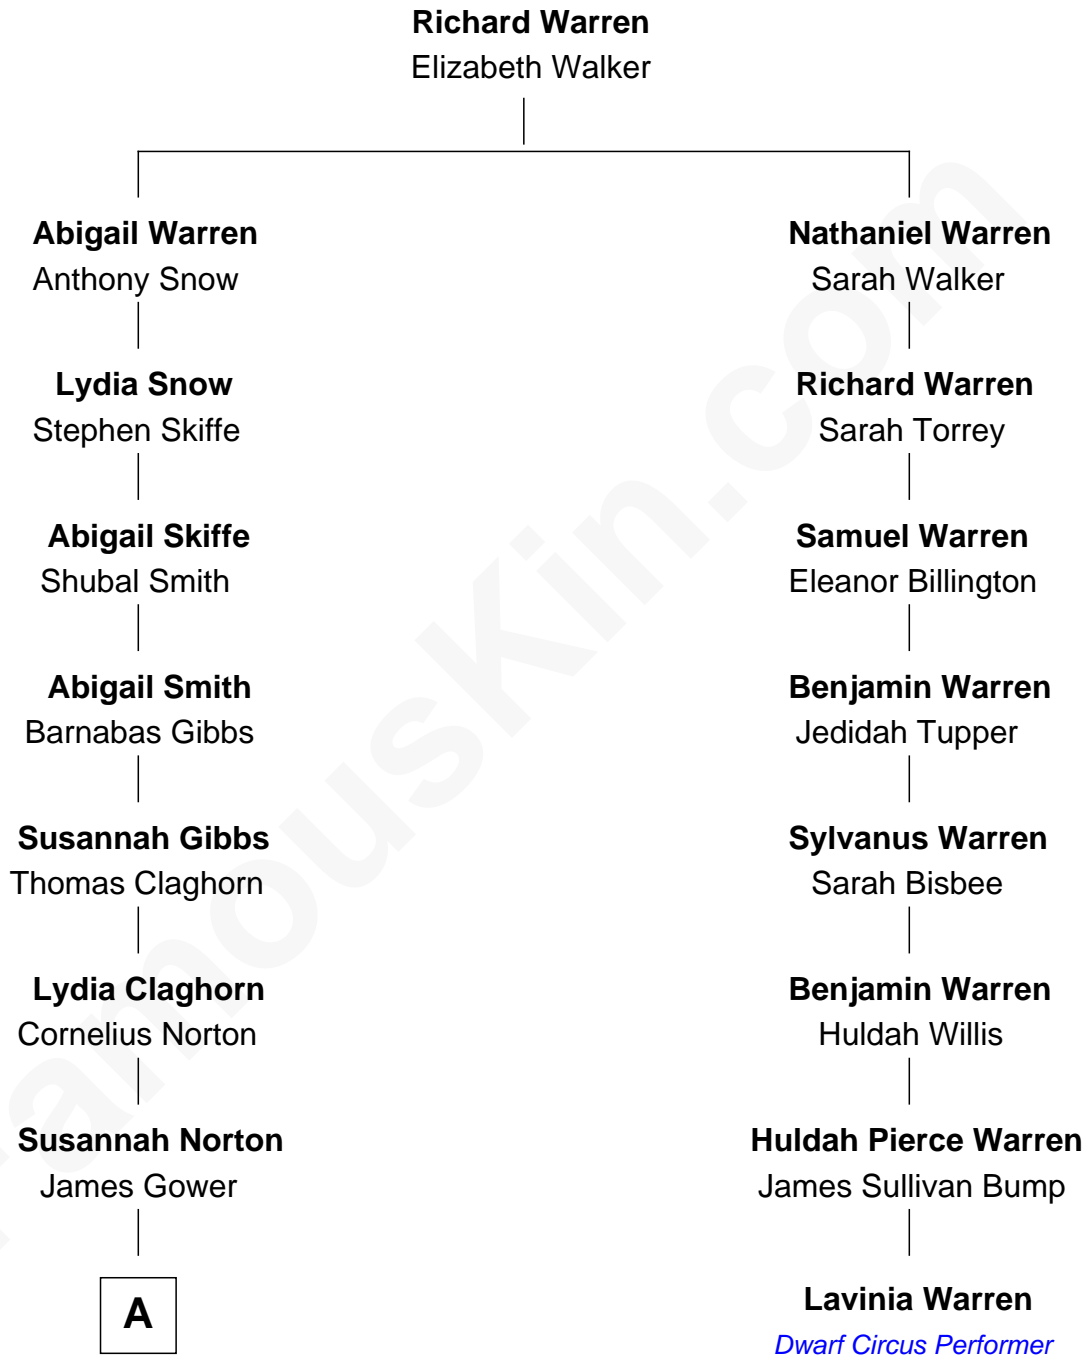 Richard Warren
Elizabeth Walker
Abigail Warren
Anthony Snow
Nathaniel Warren
Sarah Walker
Lydia Snow
Stephen Skiffe
Richard Warren
Sarah Torrey
Abigail Skiffe
Shubal Smith
Samuel Warren
Eleanor Billington
Abigail Smith
Barnabas Gibbs
Benjamin Warren
Jedidah Tupper
Susannah Gibbs
Thomas Claghorn
Sylvanus Warren
Sarah Bisbee
Lydia Claghorn
Cornelius Norton
Benjamin Warren
Huldah Willis
Susannah Norton
James Gower
Huldah Pierce Warren
James Sullivan Bump
A
Lavinia Warren
Dwarf Circus Performer
FamousKin.com